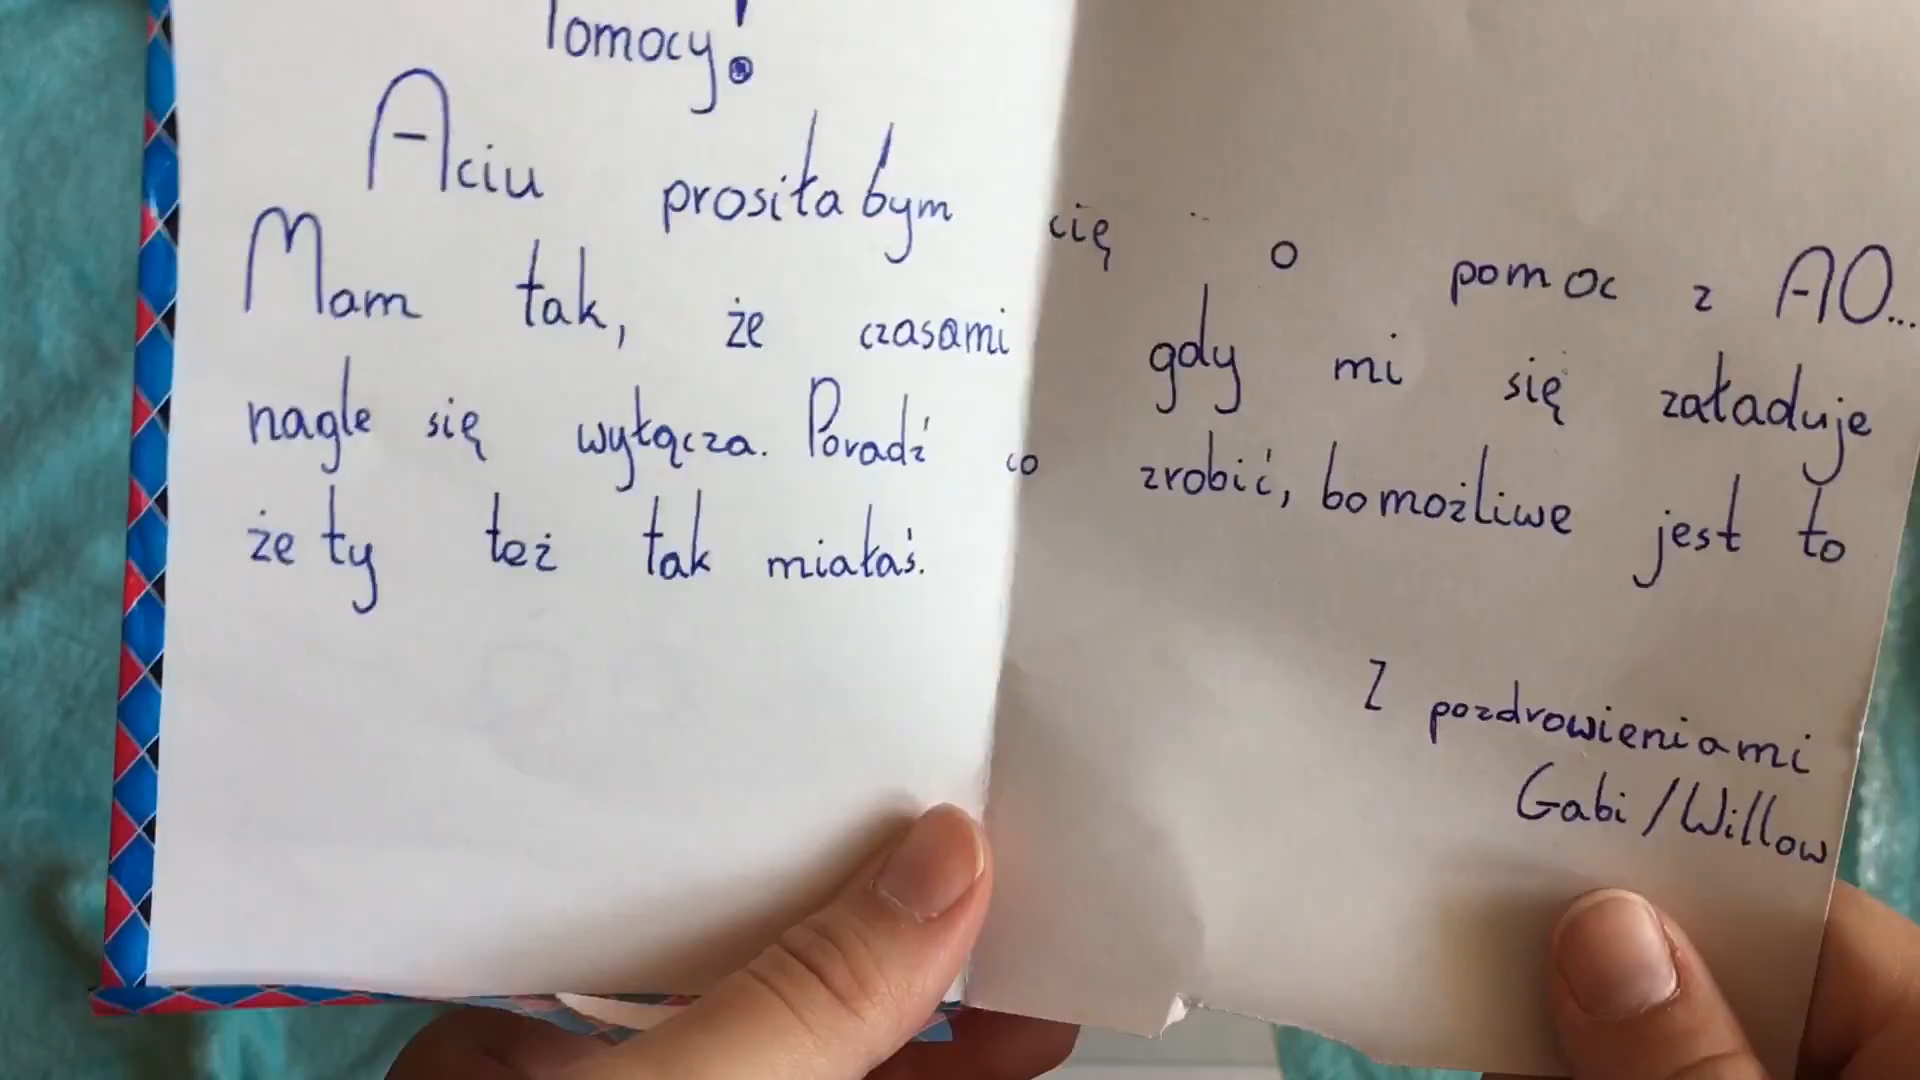 Pomocy!
Aciu prosiłabym cię o pomoc z AO...
Mam tak, że czasami gdy mi się załaduje
nagle się wyłącza. Poradź co zrobić, bo możliwe jest to
że ty też tak miałaś.
Z pozdrowieniami
Gabi/Willow